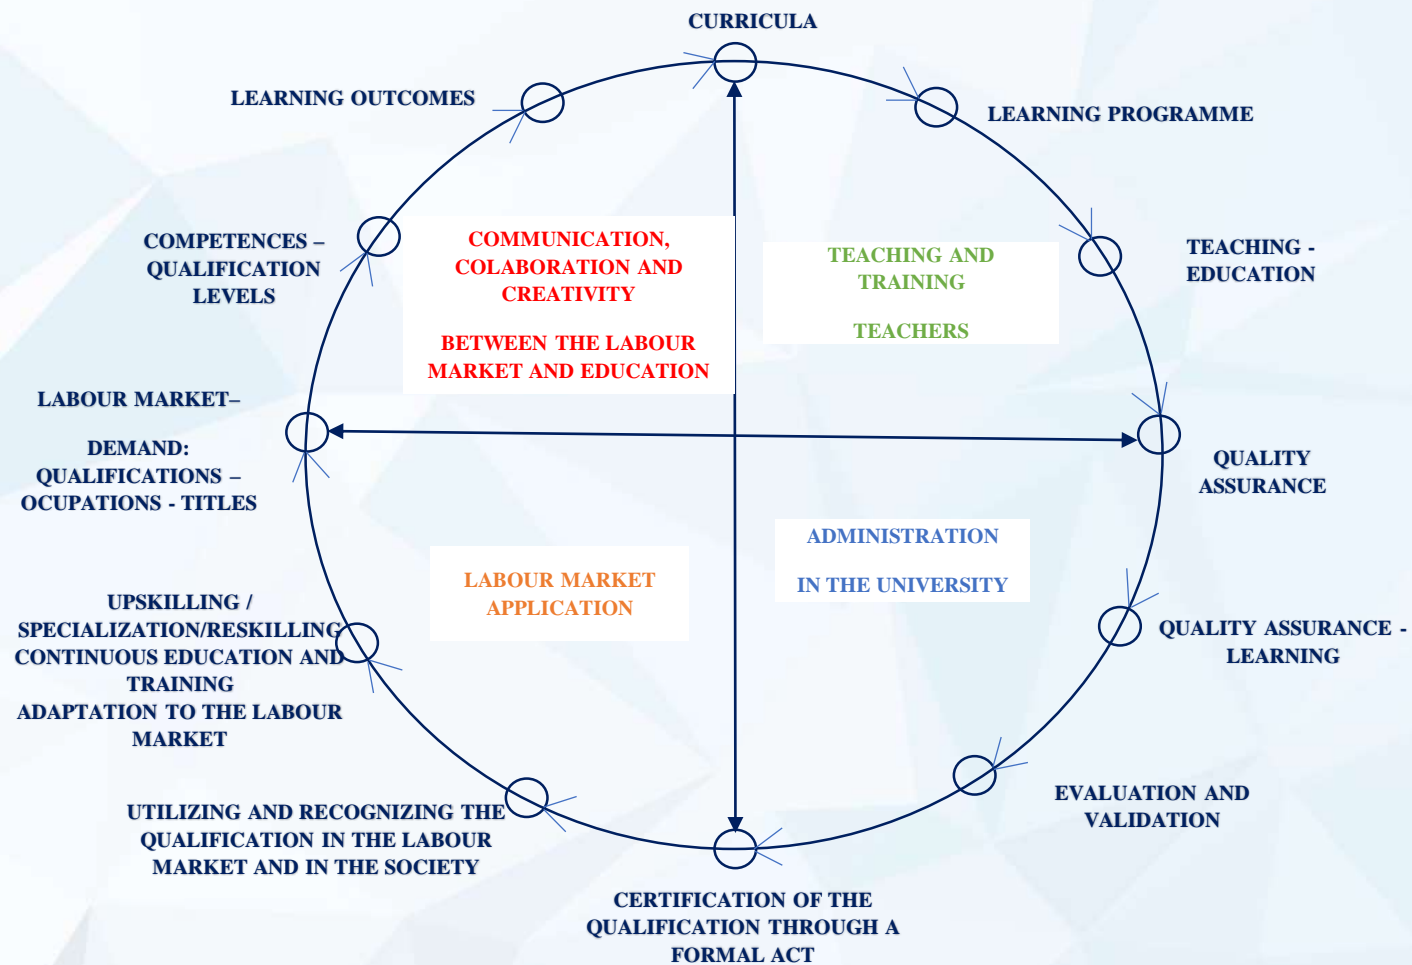 CURRICULA
LEARNING OUTCOMES
LEARNING PROGRAMME
COMPETENCES –
QUALIFICATION
LEVELS
COMMUNICATION,
COLABORATION AND
CREATIVITY
BETWEEN THE LABOUR
MARKET AND EDUCATION
TEACHING AND
TRAINING
TEACHERS
TEACHING -
EDUCATION
LABOUR MARKET–
DEMAND:
QUALIFICATIONS –
OCUPATIONS - TITLES
QUALITY
ASSURANCE
LABOUR MARKET
APPLICATION
ADMINISTRATION
IN THE UNIVERSITY
UPSKILLING /
SPECIALIZATION/RESKILLING
CONTINUOUS EDUCATION AND
TRAINING
ADAPTATION TO THE LABOUR
MARKET
QUALITY ASSURANCE -
LEARNING
UTILIZING AND RECOGNIZING THE
QUALIFICATION IN THE LABOUR
MARKET AND IN THE SOCIETY
EVALUATION AND
VALIDATION
CERTIFICATION OF THE
QUALIFICATION THROUGH A
FORMAL ACT